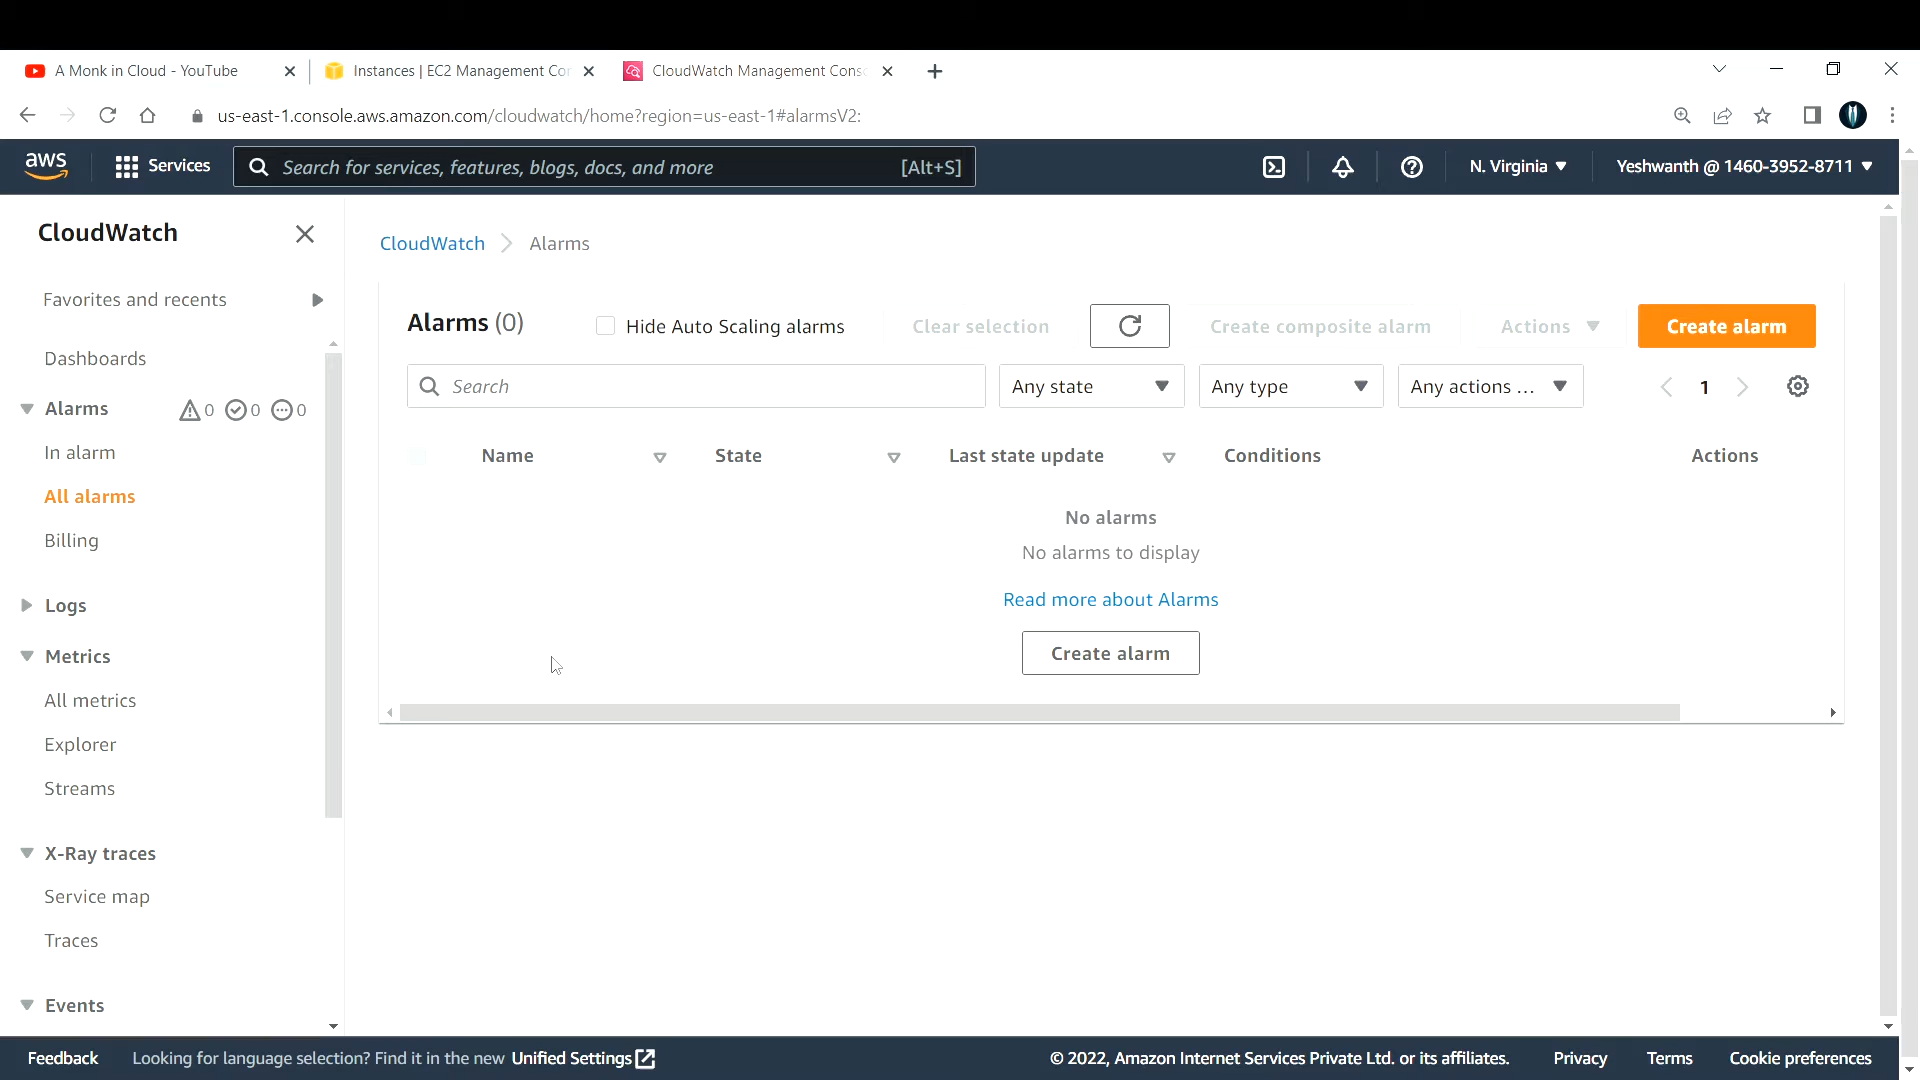 A Monk in Cloud - YouTube
Instances | EC2 Management Cor
CloudWatch Management Conso
us-east-1.console.aws.amazon.com/cloudwatch/home?region=us-east-1#alarmsV2:
aws
Services
Search for services, features, blogs, docs, and more
[Alt+S]
N. Virginia
Yeshwanth @ 1460-3952-8711
CloudWatch
Favorites and recents
Dashboards
Alarms 0 0 0
In alarm
All alarms
Billing
Logs
Metrics
All metrics
Explorer
Streams
X-Ray traces
Service map
Traces
Events
CloudWatch
Alarms
Alarms (0)
Hide Auto Scaling alarms
Clear selection
Create composite alarm
Actions
Create alarm
Search
Any state
Any type
Any actions ...
1
Name
State
Last state update
Conditions
Actions
No alarms
No alarms to display
Read more about Alarms
Create alarm
Feedback
Looking for language selection? Find it in the new Unified Settings
© 2022, Amazon Internet Services Private Ltd. or its affiliates.
Privacy
Terms
Cookie preferences